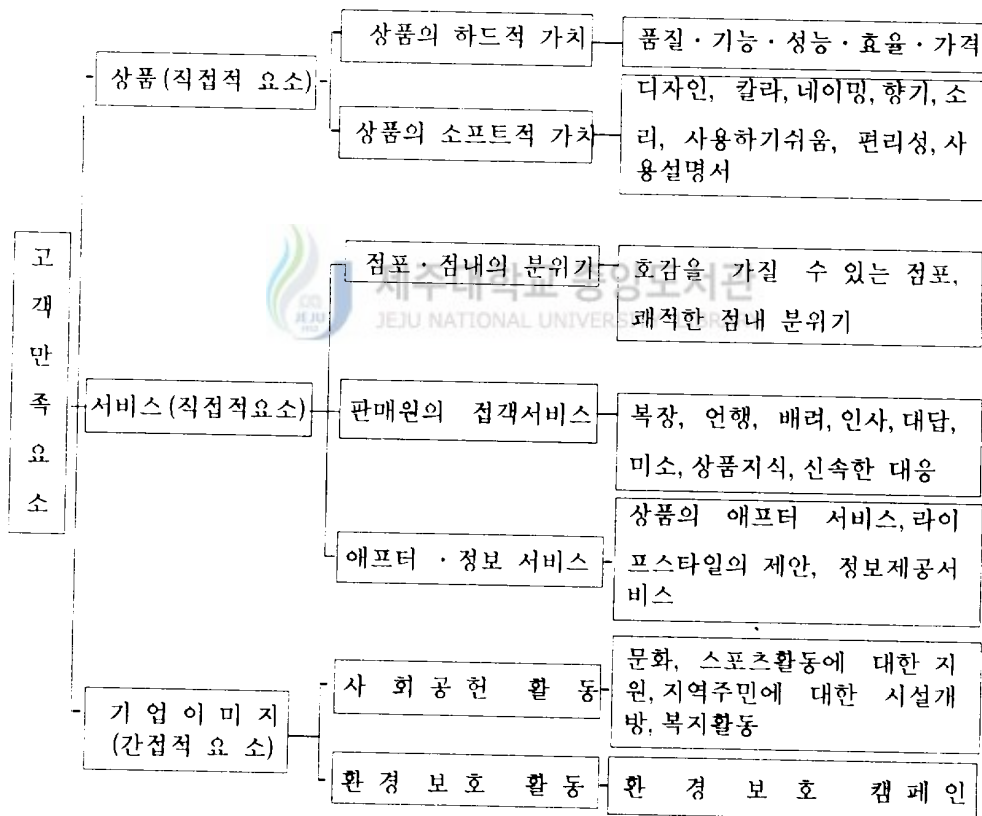 상품의 하드적 가치
품질·기능·성능·효율·가격
상품(직접적 요소)
상품의 소프트적 가치
디자인, 칼라, 네이밍, 향기, 소
리, 사용하기쉬움, 편리성, 사
용설명서
고
객
만
족
요
소
점포·점내의 분위기
호감을 가질 수 있는 점포,
쾌적한 점내 분위기
제주대학교 중앙도서관
JEJU NATIONAL UNIVERSITY LIBRARY
JEJU
1952
서비스(직접적요소)
판매원의 접객서비스
복장, 언행, 배려, 인사, 대답,
미소, 상품지식, 신속한 대응
애프터 ·정보 서비스
상품의 애프터 서비스, 라이
프스타일의 제안, 정보제공서
비스
기업이미지
(간접적 요소)
사회공헌 활동
문화, 스포츠활동에 대한 지
원, 지역주민에 대한 시설개
방, 복지활동
환경보호 활동
환경보호 캠페인